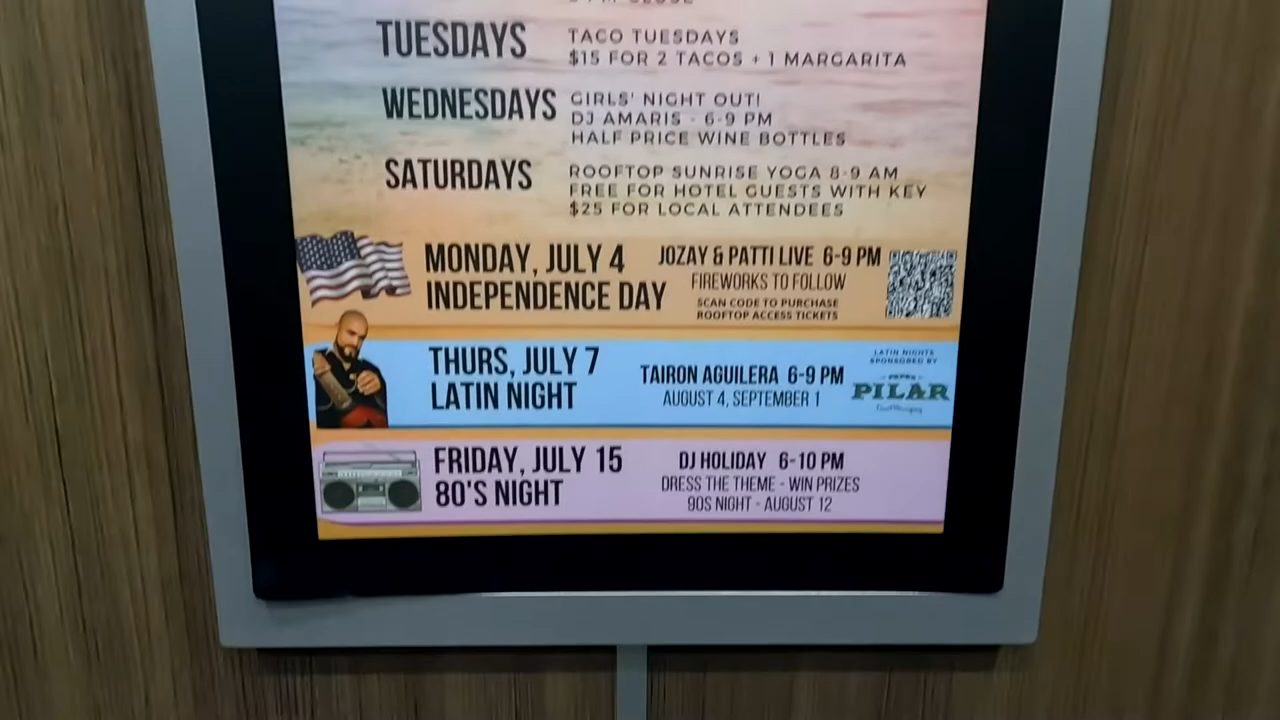 TUESDAYS
TACO TUESDAYS
$15 FOR 2 TACOS + 1 MARGARITA
WEDNESDAYS
GIRLS' NIGHT OUT!
DJ AMARIS - 6-9 PM
HALF PRICE WINE BOTTLES
SATURDAYS
ROOFTOP SUNRISE YOGA 8-9 AM
FREE FOR HOTEL GUESTS WITH KEY
$25 FOR LOCAL ATTENDEES
MONDAY, JULY 4
INDEPENDENCE DAY
JOZAY & PATTI LIVE 6-9 PM
FIREWORKS TO FOLLOW
SCAN CODE TO PURCHASE
ROOFTOP ACCESS TICKETS
THURS, JULY 7
LATIN NIGHT
TAIRON AGUILERA 6-9 PM
AUGUST 4, SEPTEMBER 1
LATIN NIGHTS
SPONSORED BY
PILAR
FRIDAY, JULY 15
80'S NIGHT
DJ HOLIDAY 6-10 PM
DRESS THE THEME - WIN PRIZES
90S NIGHT - AUGUST 12